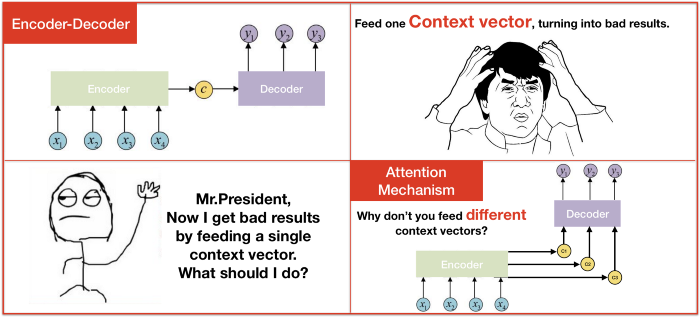 Encoder-Decoder
y1 y2 y3
Encoder
c
Decoder
x1 x2 x3 x4
Feed one Context vector, turning into bad results.
Mr.President,
Now I get bad results
by feeding a single
context vector.
What should I do?
Attention
Mechanism
Why don't you feed different
context vectors?
y1 y2 y3
Decoder
C1
Encoder
C2
C3
x1 x2 x3 x4